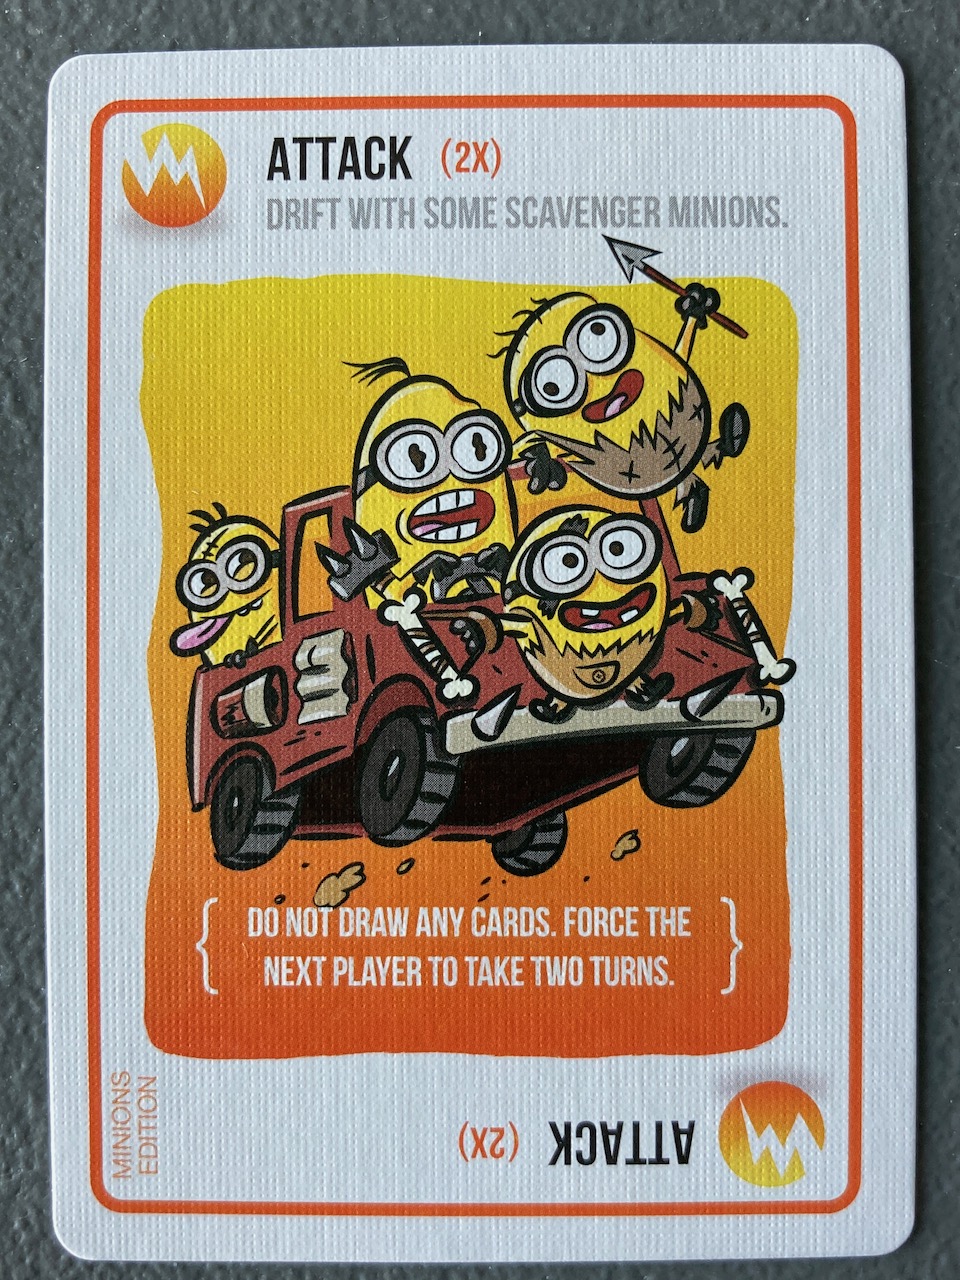 ATTACK (2X)
DRIFT WITH SOME SCAVENGER MINIONS.
DO NOT DRAW ANY CARDS. FORCE THE
NEXT PLAYER TO TAKE TWO TURNS.
MINIONS
EDITION
ATTACK (2X)